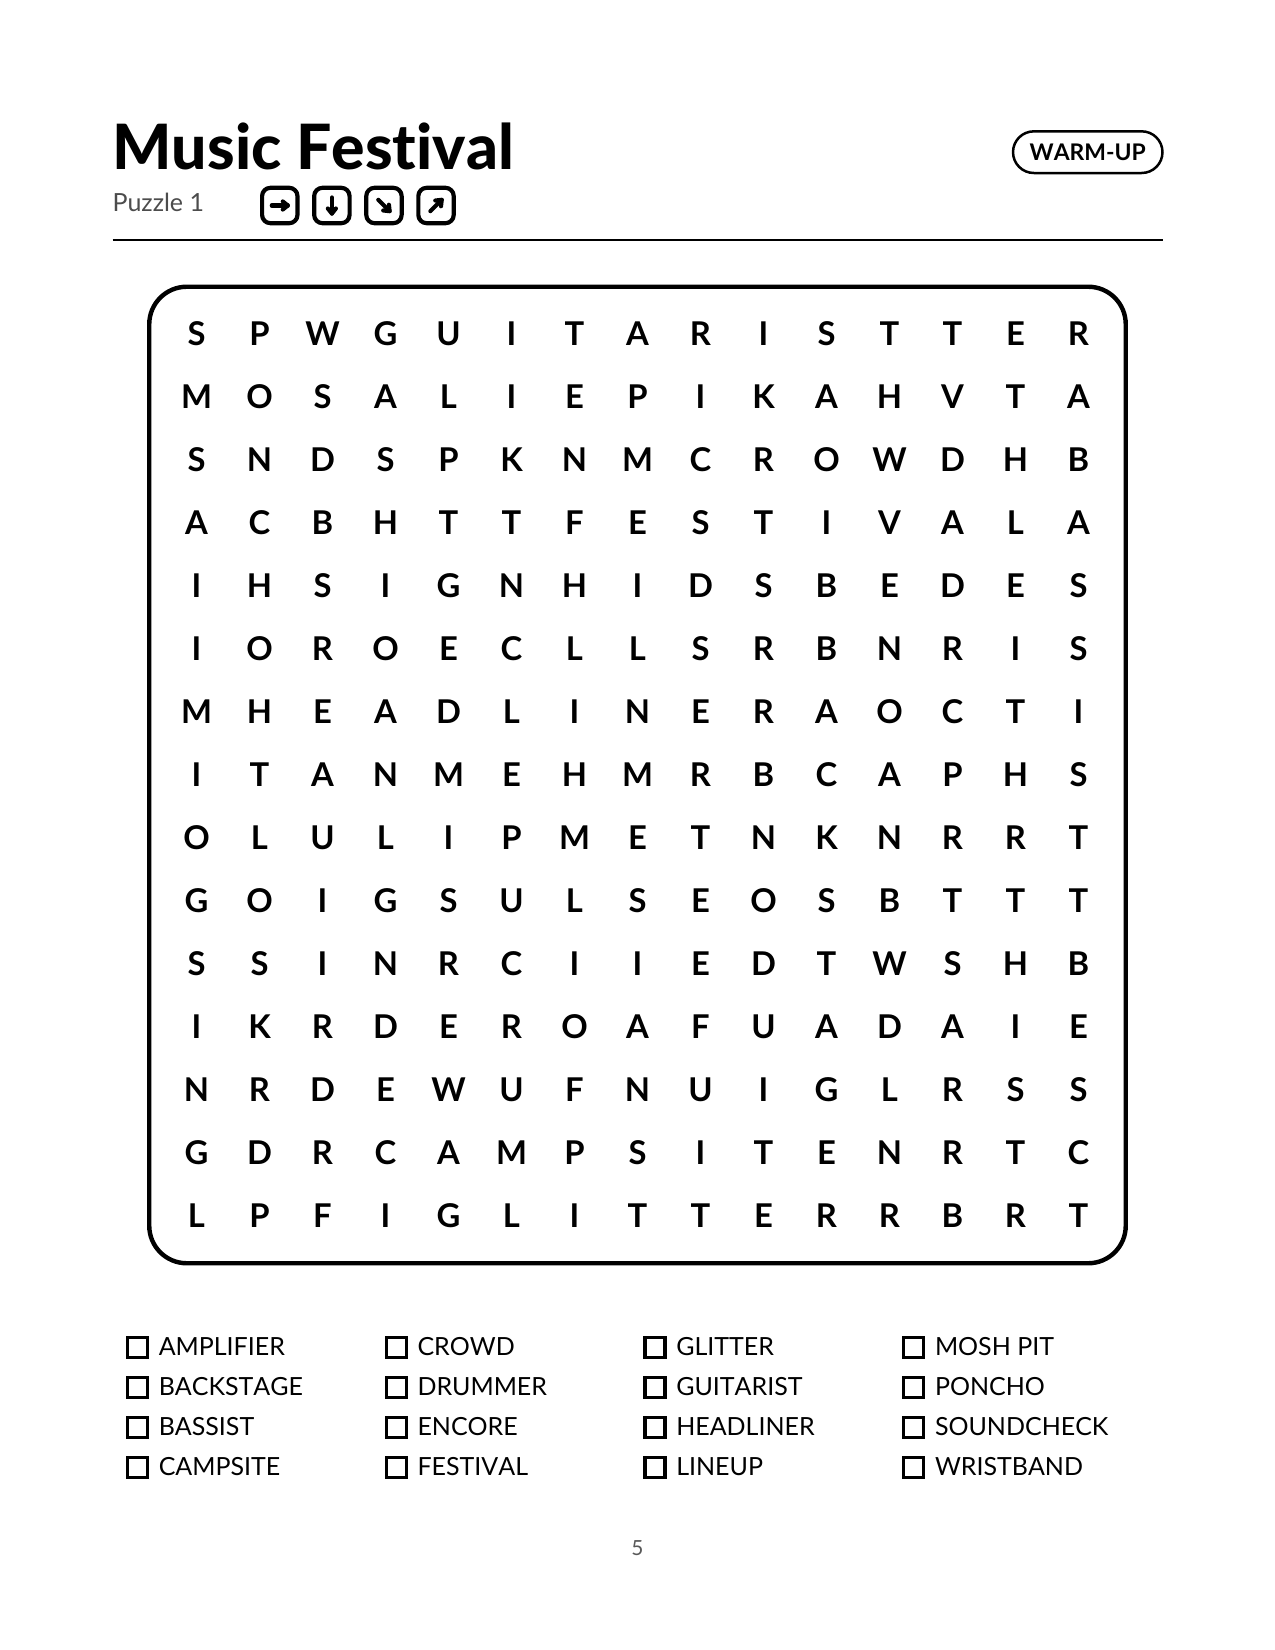 Music Festival
WARM-UP
Puzzle 1
S P W G U I T A R I S T T E R
M O S A L I E P I K A H V T A
S N D S P K N M C R O W D H B
A C B H T T F E S T I V A L A
I H S I G N H I D S B E D E S
I O R O E C L L S R B N R I S
M H E A D L I N E R A O C T I
I T A N M E H M R B C A P H S
O L U L I P M E T N K N R R T
G O I G S U L S E O S B T T T
S S I N R C I I E D T W S H B
I K R D E R O A F U A D A I E
N R D E W U F N U I G L R S S
G D R C A M P S I T E N R T C
L P F I G L I T T E R R B R T
AMPLIFIER CROWD GLITTER MOSH PIT
BACKSTAGE DRUMMER GUITARIST PONCHO
BASSIST ENCORE HEADLINER SOUNDCHECK
CAMPSITE FESTIVAL LINEUP WRISTBAND
5